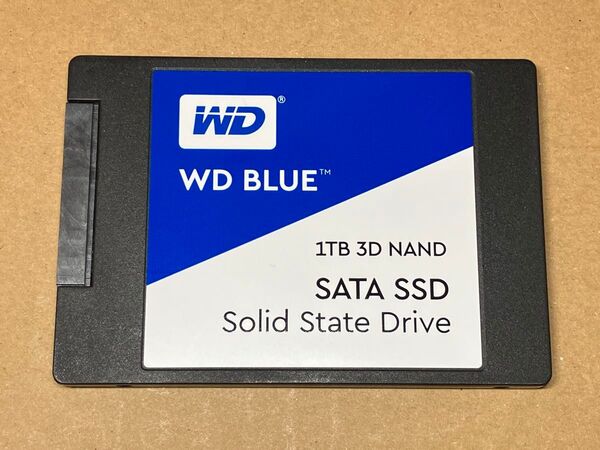 WD®
WD BLUE™
1TB 3D NAND
SATA SSD
Solid State Drive